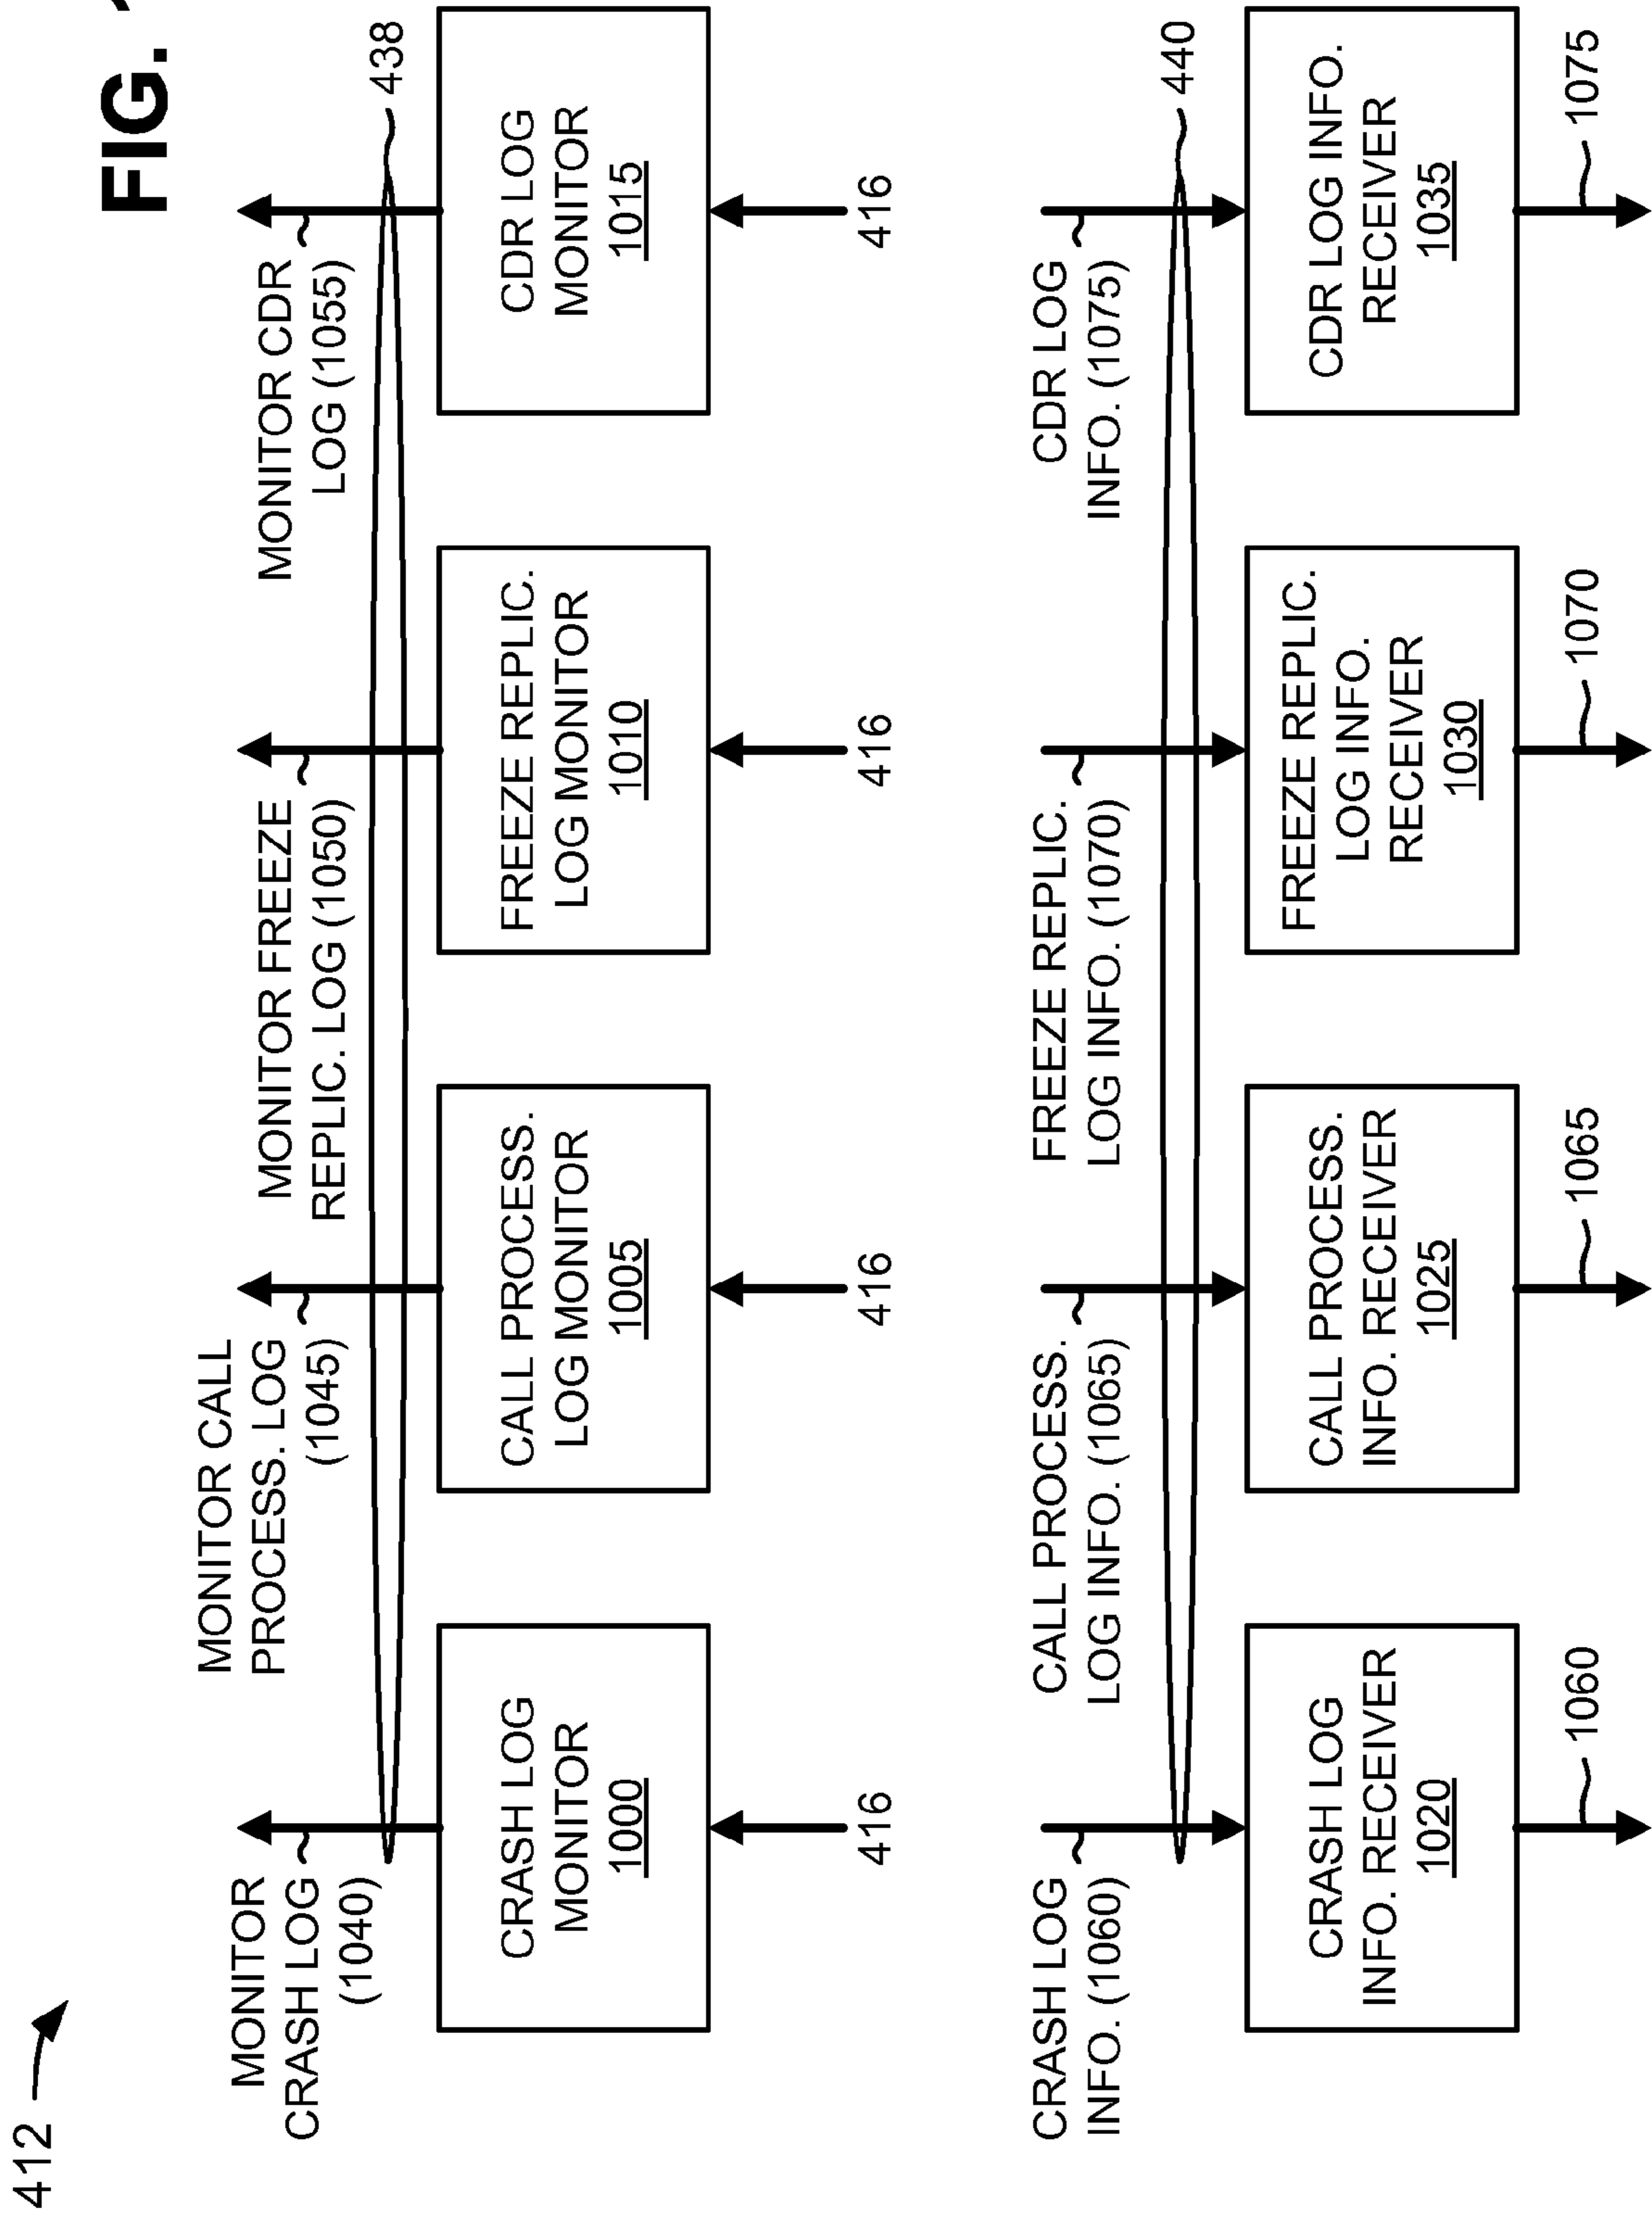 412
FIG.
MONITOR
CRASH LOG
(1040)
MONITOR CALL
PROCESS. LOG
(1045)
MONITOR FREEZE
REPLIC. LOG (1050)
MONITOR CDR
LOG (1055)
438
CRASH LOG
MONITOR
1000
CALL PROCESS.
LOG MONITOR
1005
FREEZE REPLIC.
LOG MONITOR
1010
CDR LOG
MONITOR
1015
416
416
416
416
CRASH LOG
INFO. (1060)
CALL PROCESS.
LOG INFO. (1065)
FREEZE REPLIC.
LOG INFO. (1070)
CDR LOG
INFO. (1075)
440
CRASH LOG
INFO. RECEIVER
1020
CALL PROCESS.
INFO. RECEIVER
1025
FREEZE REPLIC.
LOG INFO.
RECEIVER
1030
CDR LOG INFO.
RECEIVER
1035
1060
1065
1070
1075